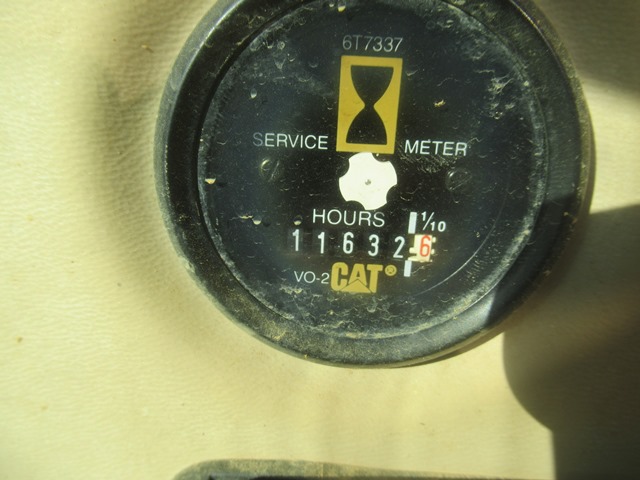 6T7337
SERVICE METER
HOURS 1/10
116326
VO-2 CAT®